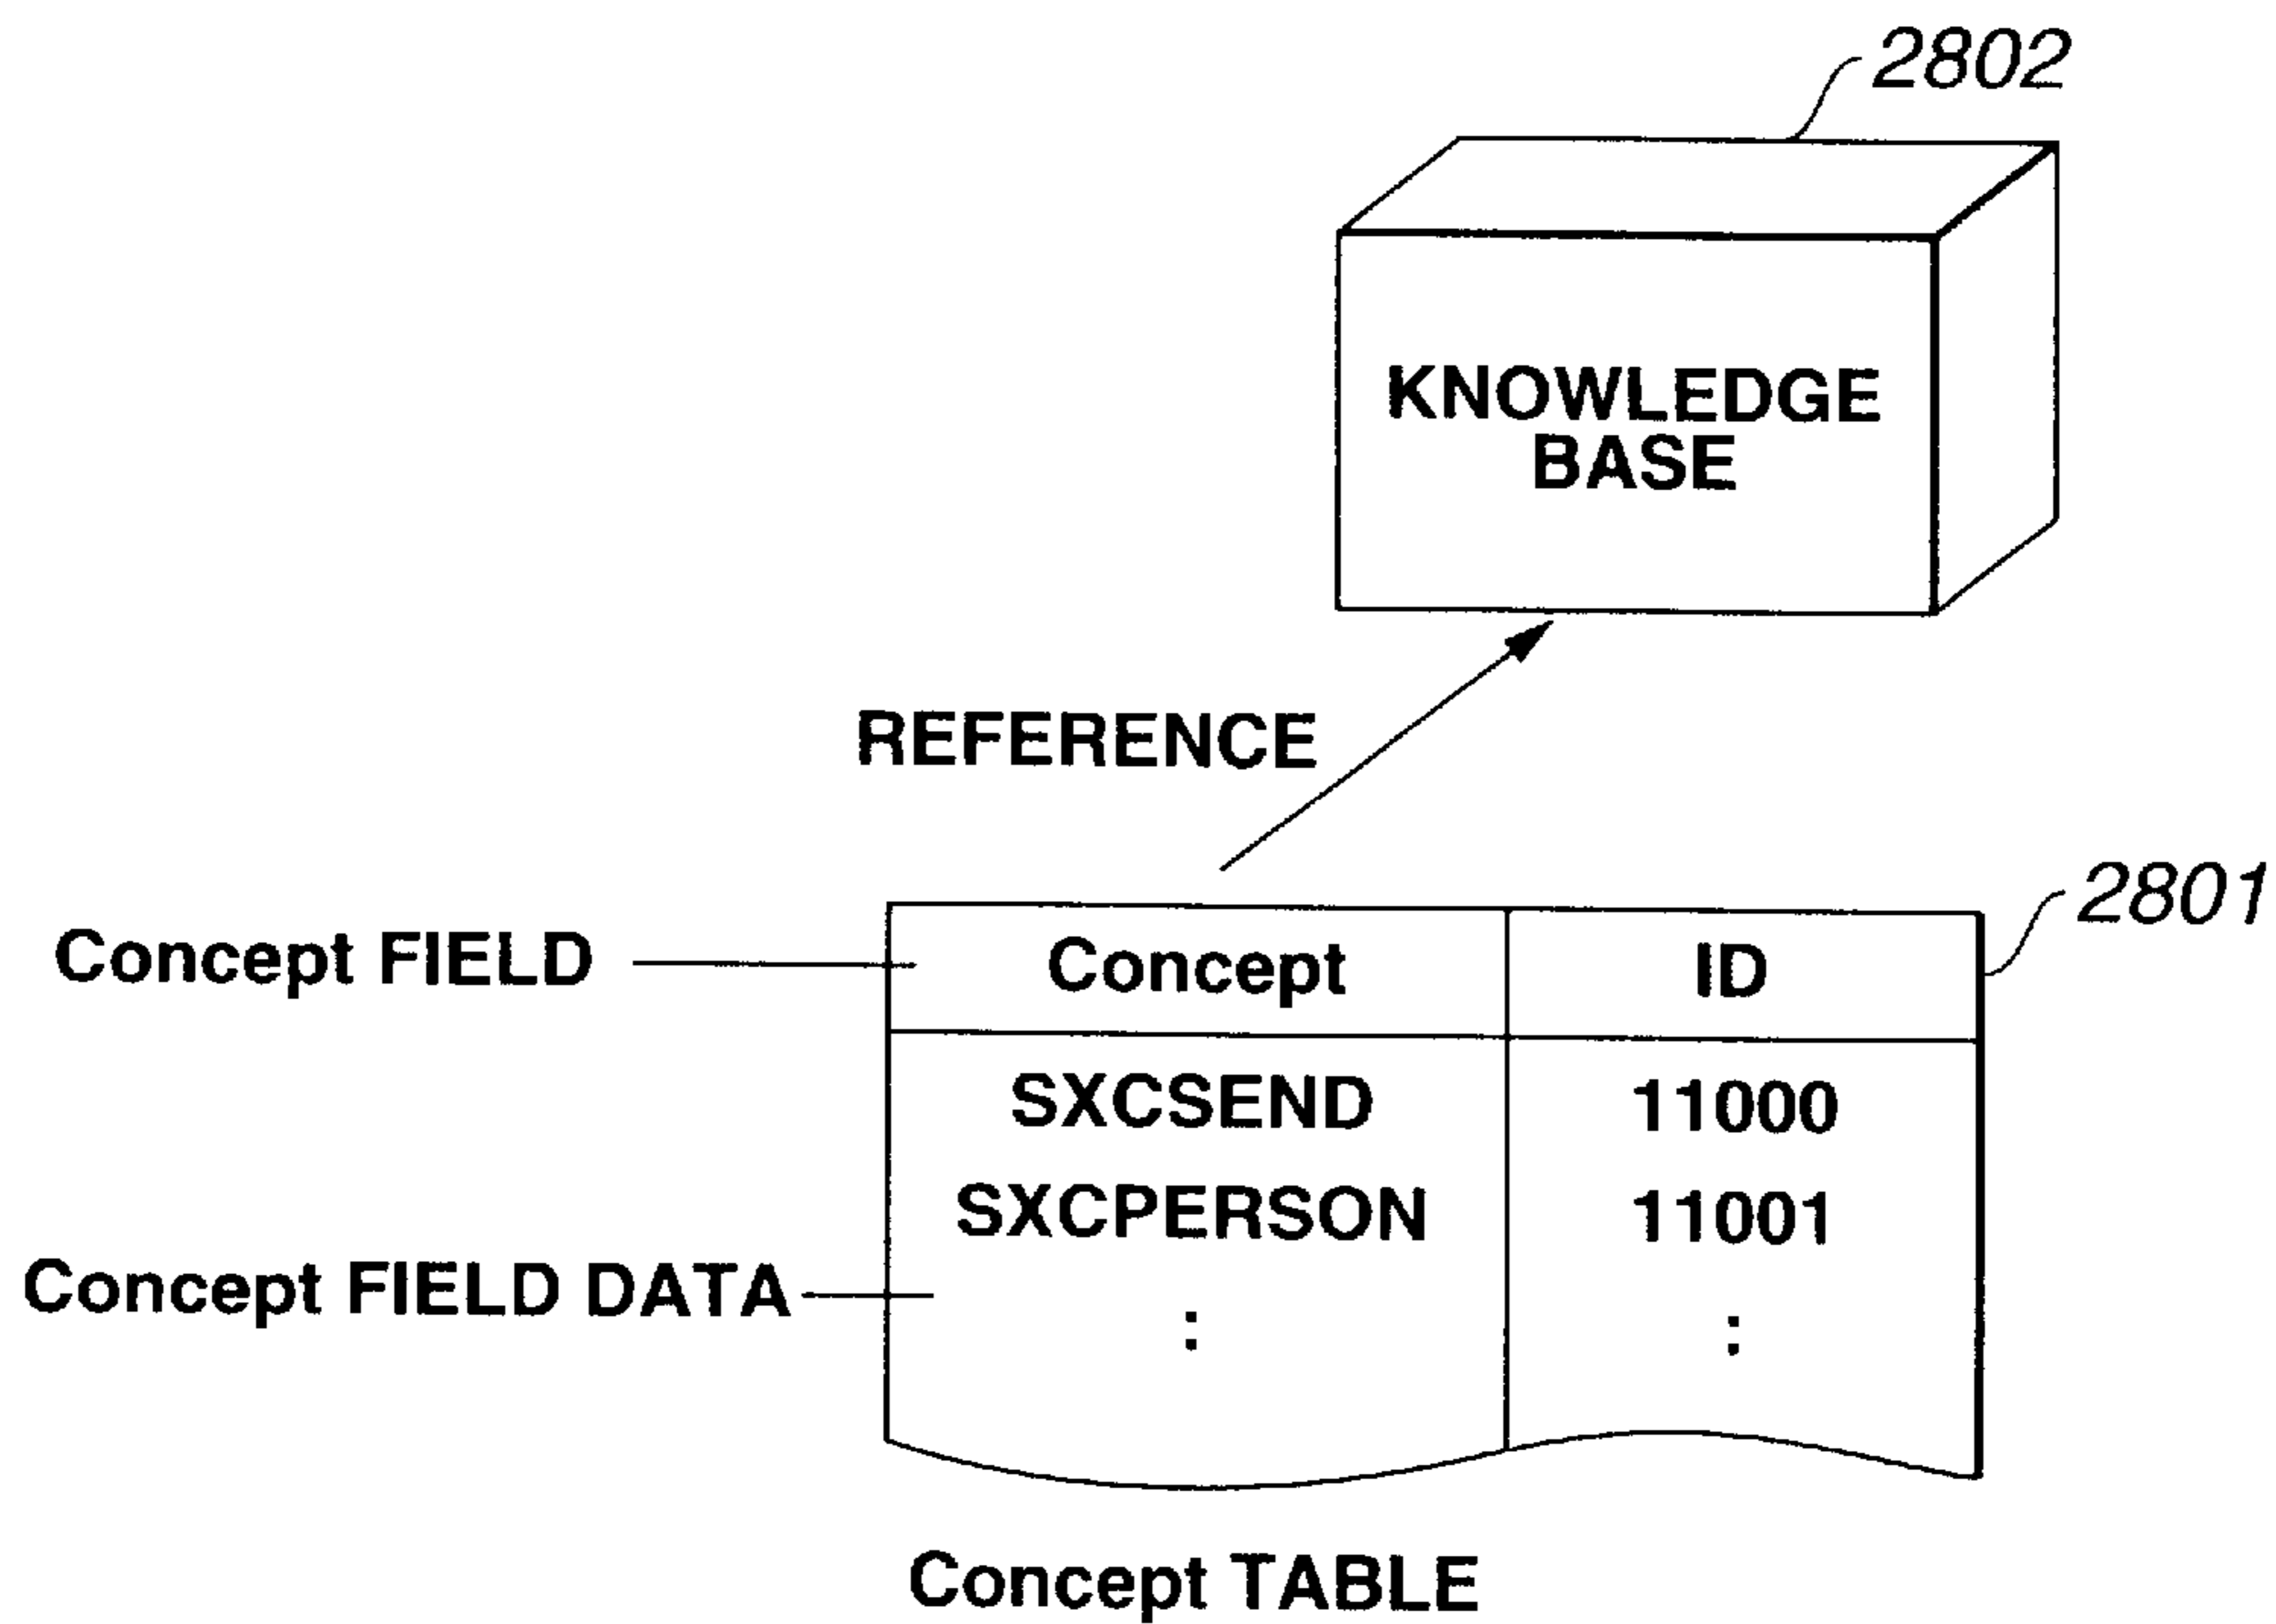 2802
KNOWLEDGE
BASE
REFERENCE
2801
Concept FIELD
Concept ID
SXCSEND 11000
SXCPERSON 11001
Concept FIELD DATA
: :
Concept TABLE